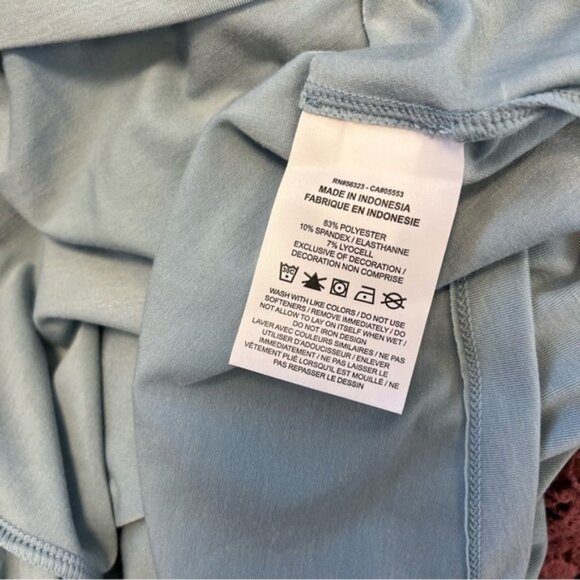 RN#56323 - CA#05553
MADE IN INDONESIA
FABRIQUE EN INDONESIE
83% POLYESTER
10% SPANDEX / ELASTHANNE
7% LYOCELL
EXCLUSIVE OF DECORATION /
DECORATION NON COMPRISE
WASH WITH LIKE COLORS / DO NOT USE
SOFTENERS / REMOVE IMMEDIATELY / DO
NOT ALLOW TO LAY ON ITSELF WHEN WET /
DO NOT IRON DESIGN
LAVER AVEC COULEURS SIMILAIRES / NE PAS
UTILISER D'ADOUCISSEUR / ENLEVER
IMMÉDIATEMENT / NE PAS LAISSER LE
VÊTEMENT PLIÉ LORSQU'IL EST MOUILLÉ / NE
PAS REPASSER LE DESSIN